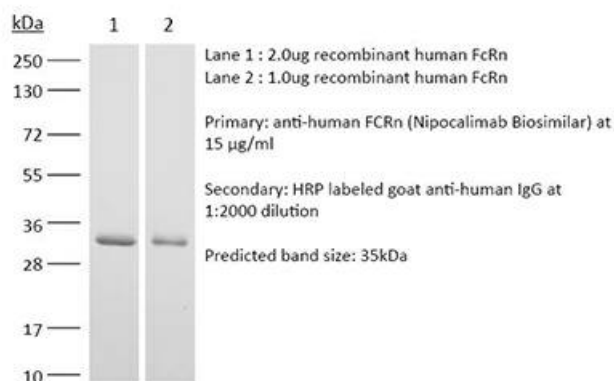 kDa
1 2
250
130
72
55
36
28
17
10
Lane 1 : 2.0ug recombinant human FcRn
Lane 2 : 1.0ug recombinant human FcRn
Primary: anti-human FCRn (Nipocalimab Biosimilar) at
15 µg/ml
Secondary: HRP labeled goat anti-human IgG at
1:2000 dilution
Predicted band size: 35kDa